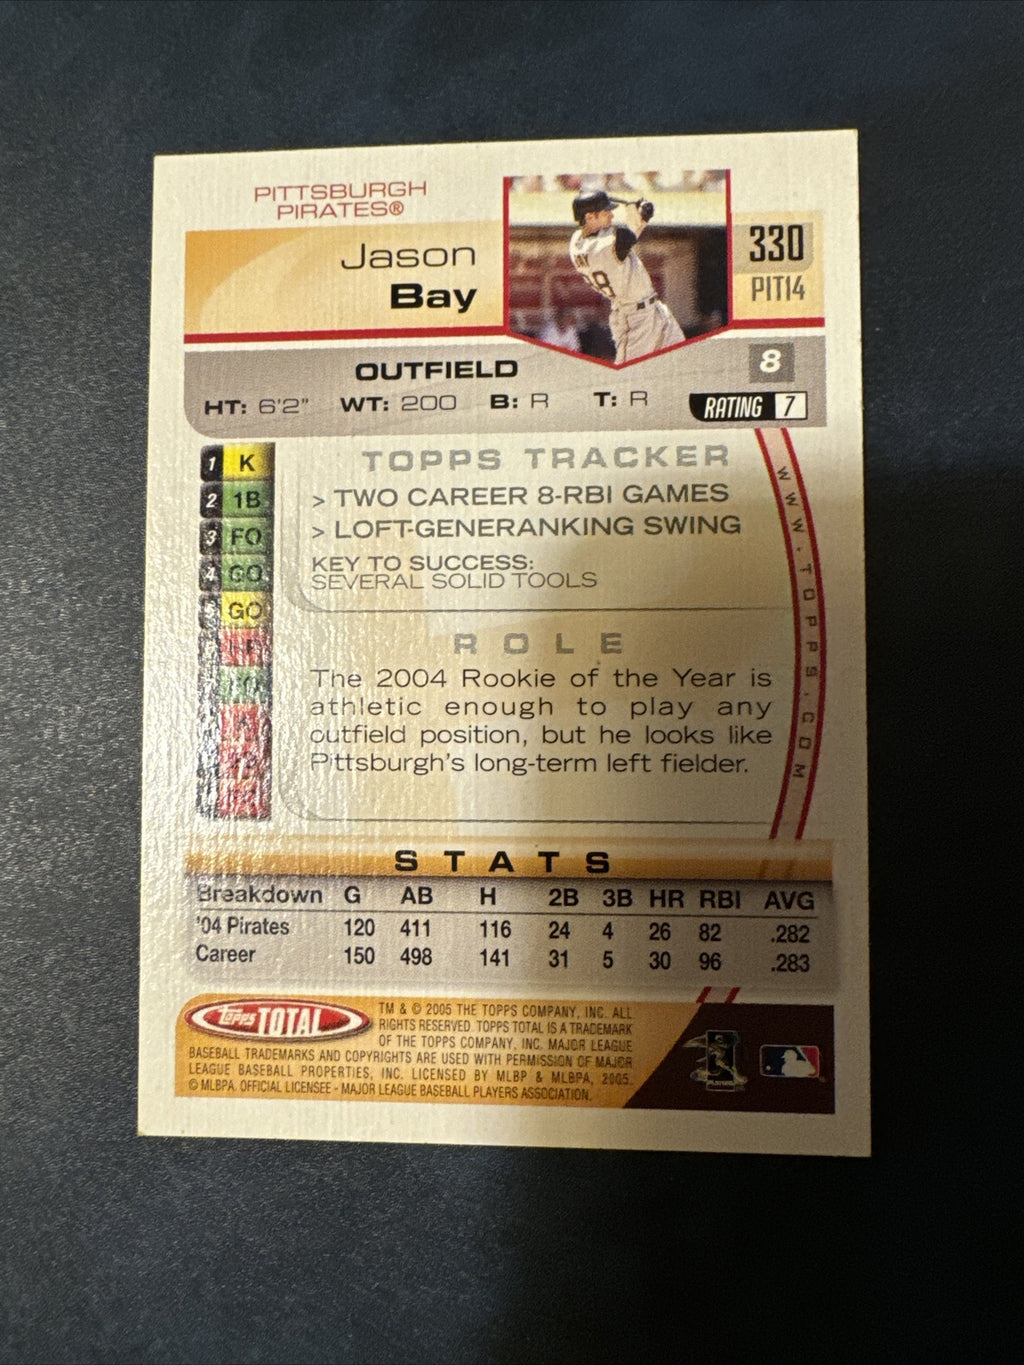 PITTSBURGH
PIRATES®
Jason
Bay
330
PIT14
OUTFIELD
8
HT: 6'2" WT: 200 B: R T: R
RATING 7
1 K
2 1B
3 FO
4 GO
5 GO
TOPPS TRACKER
> TWO CAREER 8-RBI GAMES
> LOFT-GENERANKING SWING
KEY TO SUCCESS:
SEVERAL SOLID TOOLS
ROLE
The 2004 Rookie of the Year is
athletic enough to play any
outfield position, but he looks like
Pittsburgh's long-term left fielder.
WWW.TOPPS.COM
STATS
Breakdown G AB H 2B 3B HR RBI AVG
'04 Pirates 120 411 116 24 4 26 82 .282
Career 150 498 141 31 5 30 96 .283
Topps TOTAL
TM & © 2005 THE TOPPS COMPANY, INC. ALL
RIGHTS RESERVED. TOPPS TOTAL IS A TRADEMARK
OF THE TOPPS COMPANY, INC. MAJOR LEAGUE
BASEBALL TRADEMARKS AND COPYRIGHTS ARE USED WITH PERMISSION OF MAJOR
LEAGUE BASEBALL PROPERTIES, INC. LICENSED BY MLBP & MLBPA, 2005.
© MLBPA. OFFICIAL LICENSEE - MAJOR LEAGUE BASEBALL PLAYERS ASSOCIATION.
PLAYERS